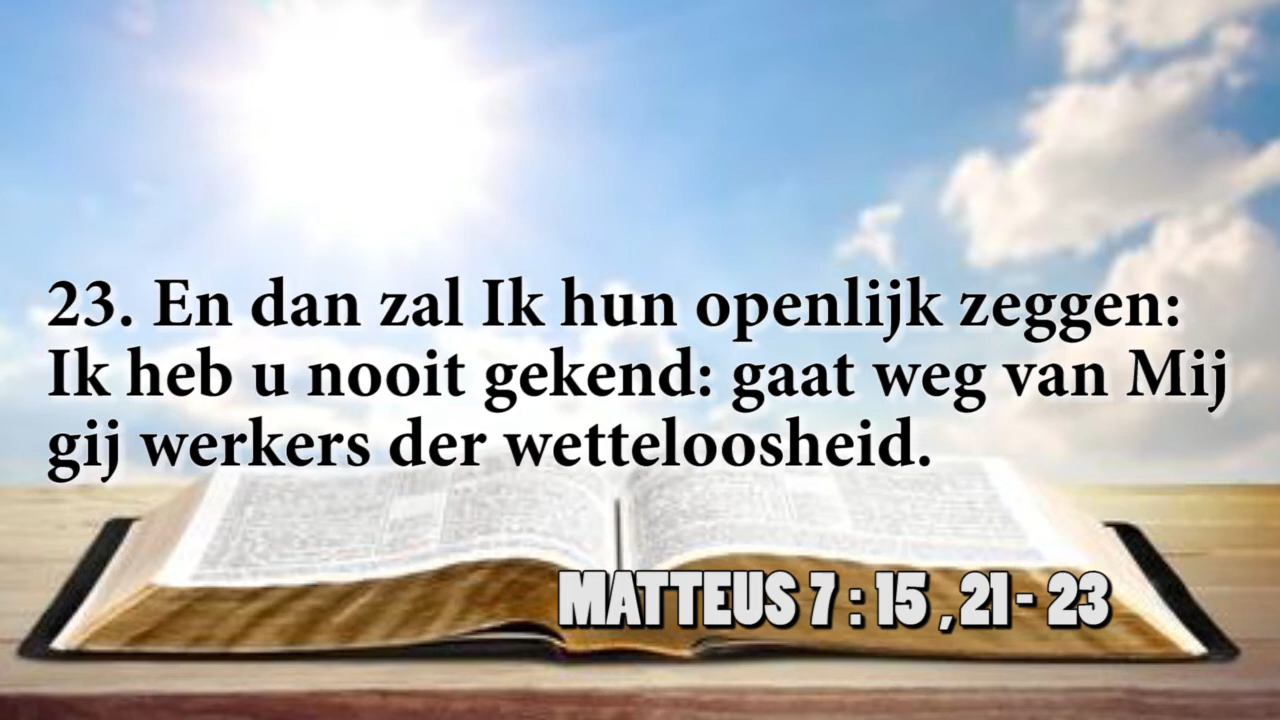 23. En dan zal Ik hun openlijk zeggen:
Ik heb u nooit gekend: gaat weg van Mij
gij werkers der wetteloosheid.
MATTEUS 7 : 15 , 21 - 23